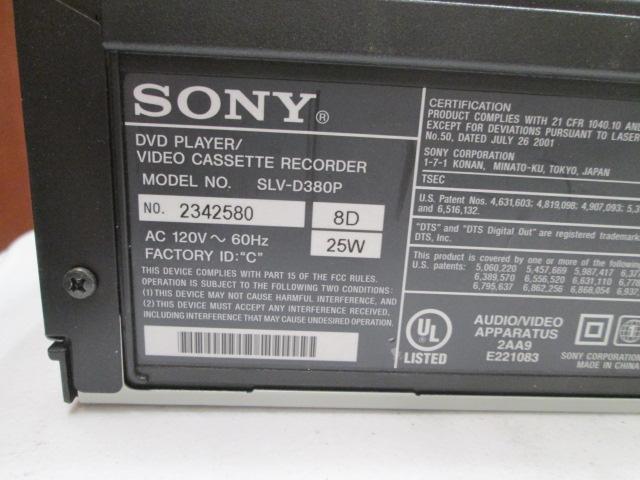 SONY®
DVD PLAYER/
VIDEO CASSETTE RECORDER
MODEL NO. SLV-D380P
NO. 2342580 8D
AC 120V ~ 60Hz 25W
FACTORY ID:"C"
THIS DEVICE COMPLIES WITH PART 15 OF THE FCC RULES.
OPERATION IS SUBJECT TO THE FOLLOWING TWO CONDITIONS:
(1) THIS DEVICE MAY NOT CAUSE HARMFUL INTERFERENCE, AND
(2) THIS DEVICE MUST ACCEPT ANY INTERFERENCE RECEIVED,
INCLUDING INTERFERENCE THAT MAY CAUSE UNDESIRED OPERATION.
CERTIFICATION
PRODUCT COMPLIES WITH 21 CFR 1040.10 AND
EXCEPT FOR DEVIATIONS PURSUANT TO LASER
No.50, DATED JULY 26 2001
SONY CORPORATION
1-7-1 KONAN, MINATO-KU, TOKYO, JAPAN
TSEC
U.S. Patent Nos. 4,631,603; 4,819,098; 4,907,093; 5,3
and 6,516,132.
"DTS" and "DTS Digital Out" are registered trademark
DTS, Inc.
This product is covered by one or more of the following
U.S. patents: 5,060,220 5,457,669 5,987,417 6,37
6,389,570 6,556,520 6,631,110 6,778
6,795,637 6,862,256 6,868,054 6,937
UL
LISTED
AUDIO/VIDEO
APPARATUS
2AA9
E221083
SONY CORPORATION
MADE IN CHINA